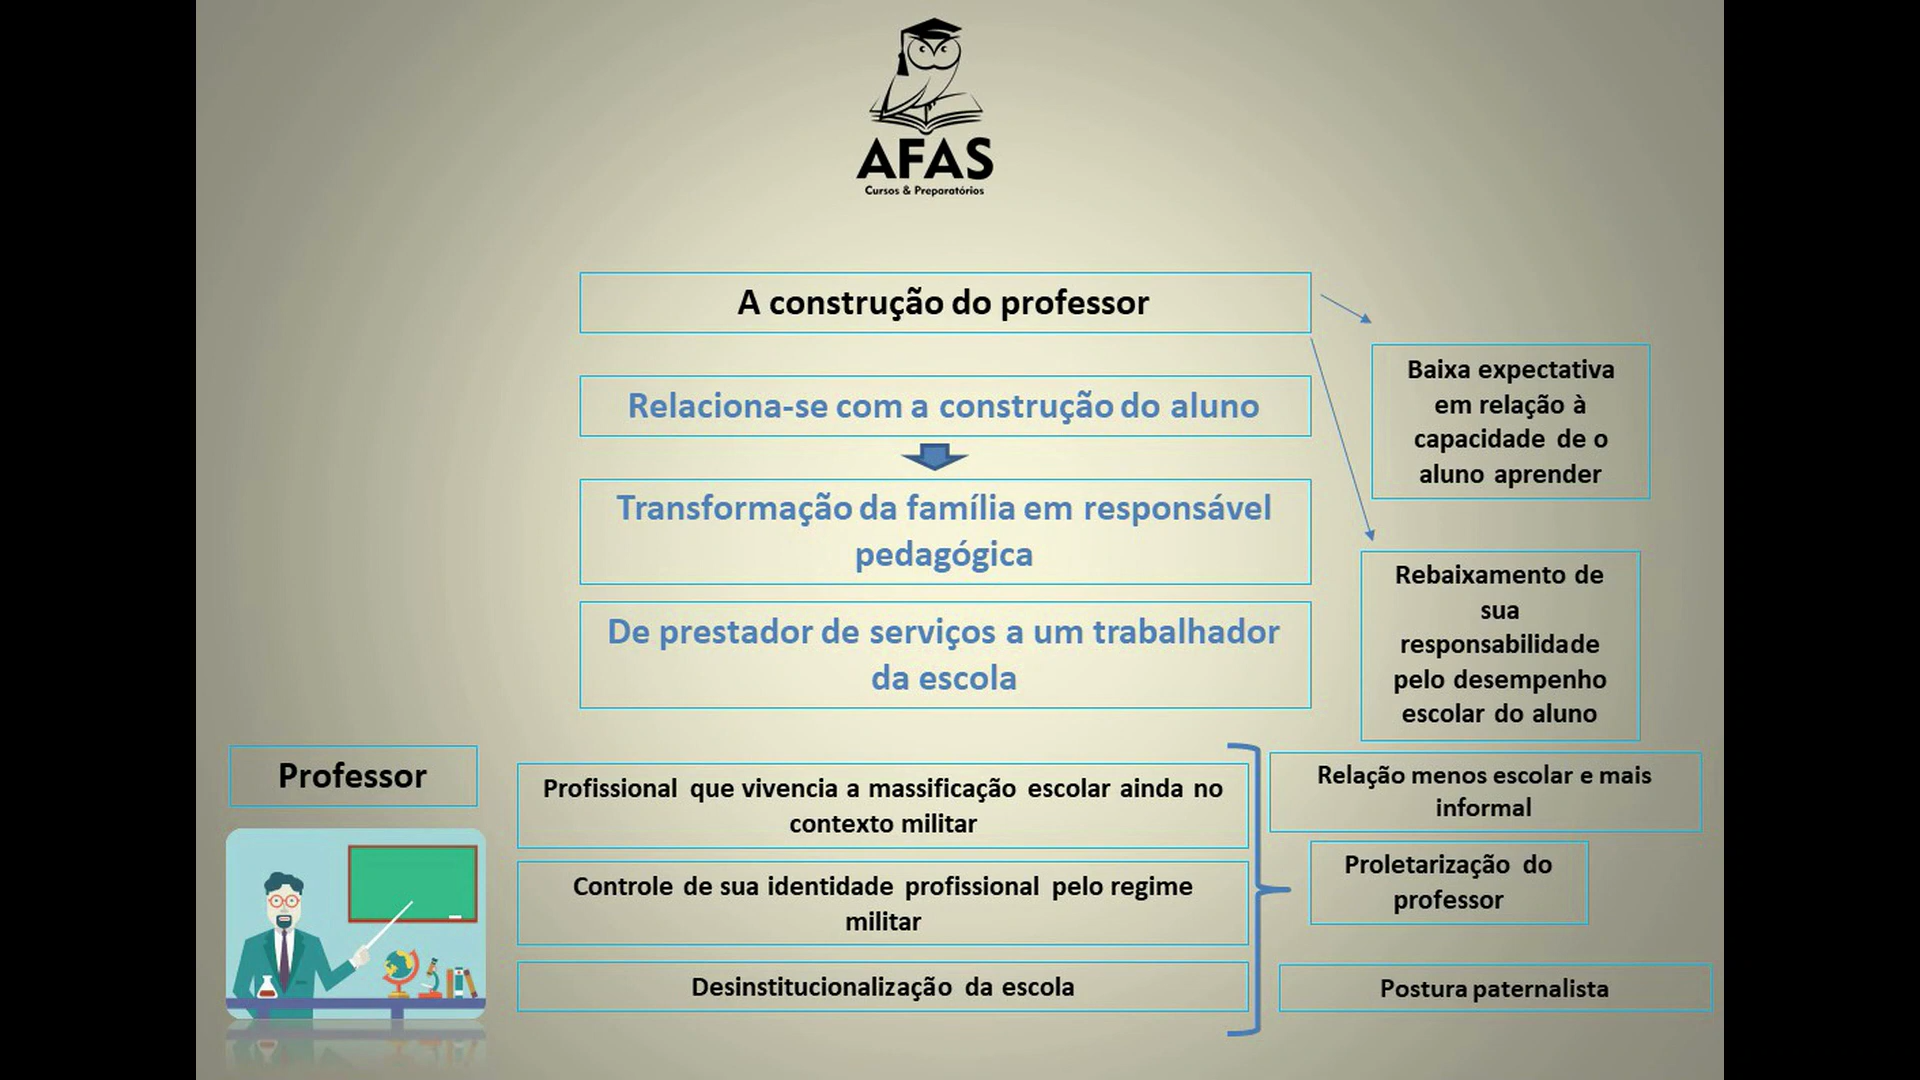 AFAS
Cursos & Preparatórios
A construção do professor
Relaciona-se com a construção do aluno
Transformação da família em responsável
pedagógica
De prestador de serviços a um trabalhador
da escola
Baixa expectativa
em relação à
capacidade de o
aluno aprender
Rebaixamento de
sua
responsabilidade
pelo desempenho
escolar do aluno
Professor
Profissional que vivencia a massificação escolar ainda no
contexto militar
Controle de sua identidade profissional pelo regime
militar
Desinstitucionalização da escola
Relação menos escolar e mais
informal
Proletarização do
professor
Postura paternalista